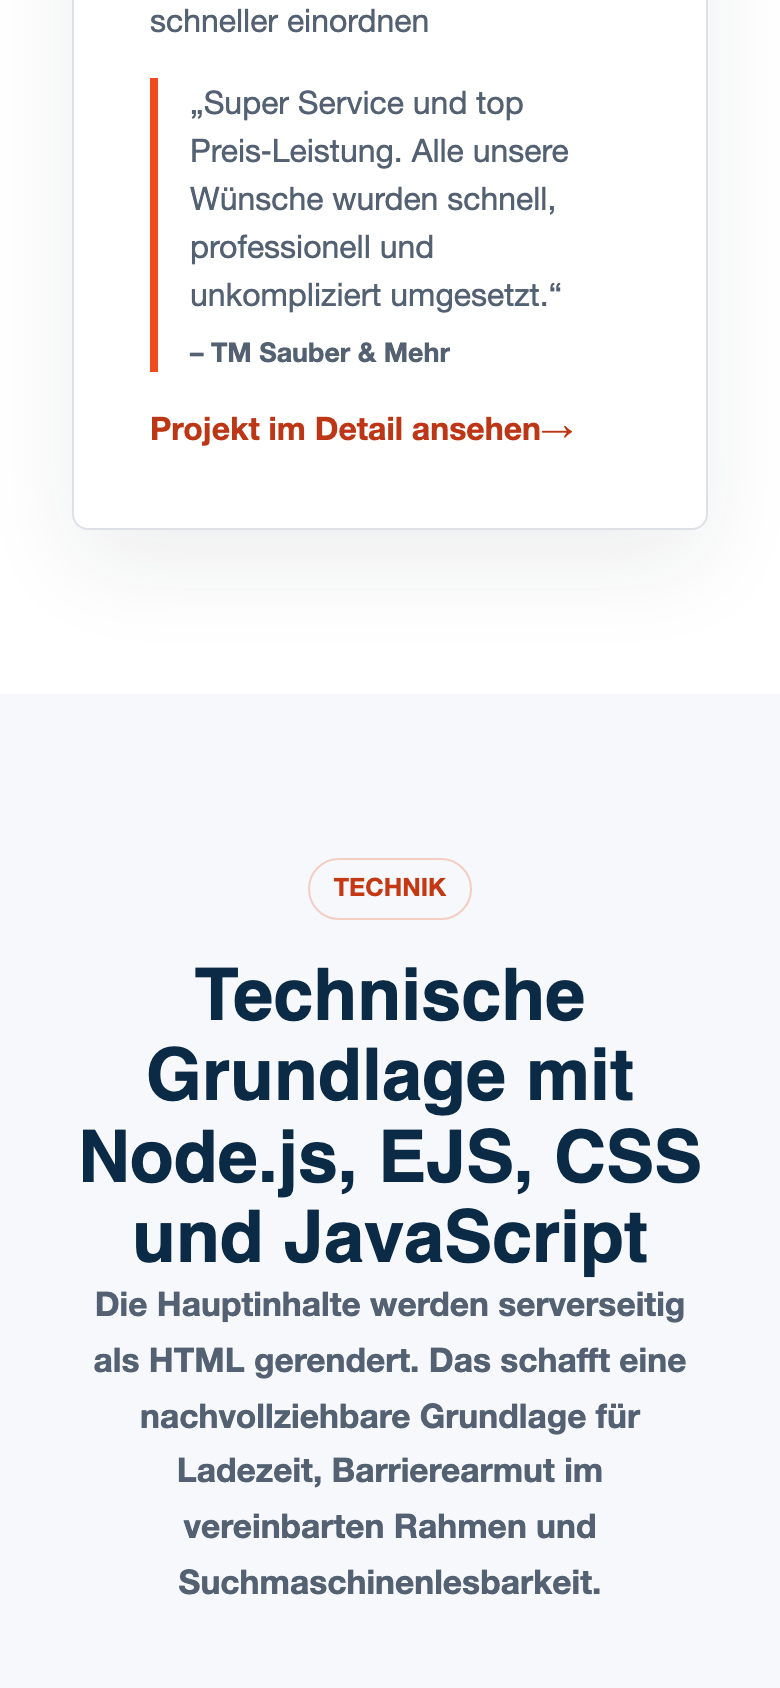 schneller einordnen
„Super Service und top
Preis-Leistung. Alle unsere
Wünsche wurden schnell,
professionell und
unkompliziert umgesetzt.“
– TM Sauber & Mehr
Projekt im Detail ansehen→
TECHNIK
Technische
Grundlage mit
Node.js, EJS, CSS
und JavaScript
Die Hauptinhalte werden serverseitig
als HTML gerendert. Das schafft eine
nachvollziehbare Grundlage für
Ladezeit, Barrierearmut im
vereinbarten Rahmen und
Suchmaschinenlesbarkeit.